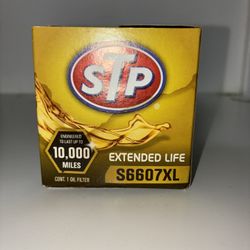 STP
ENGINEERED
TO LAST UP TO
10,000
MILES
CONT. 1 OIL FILTER
EXTENDED LIFE
S6607XL